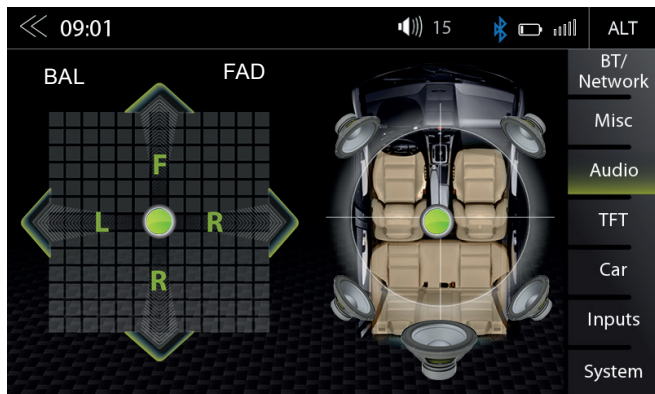 09:01
15
ALT
BAL
FAD
F
L
R
R
BT/
Network
Misc
Audio
TFT
Car
Inputs
System